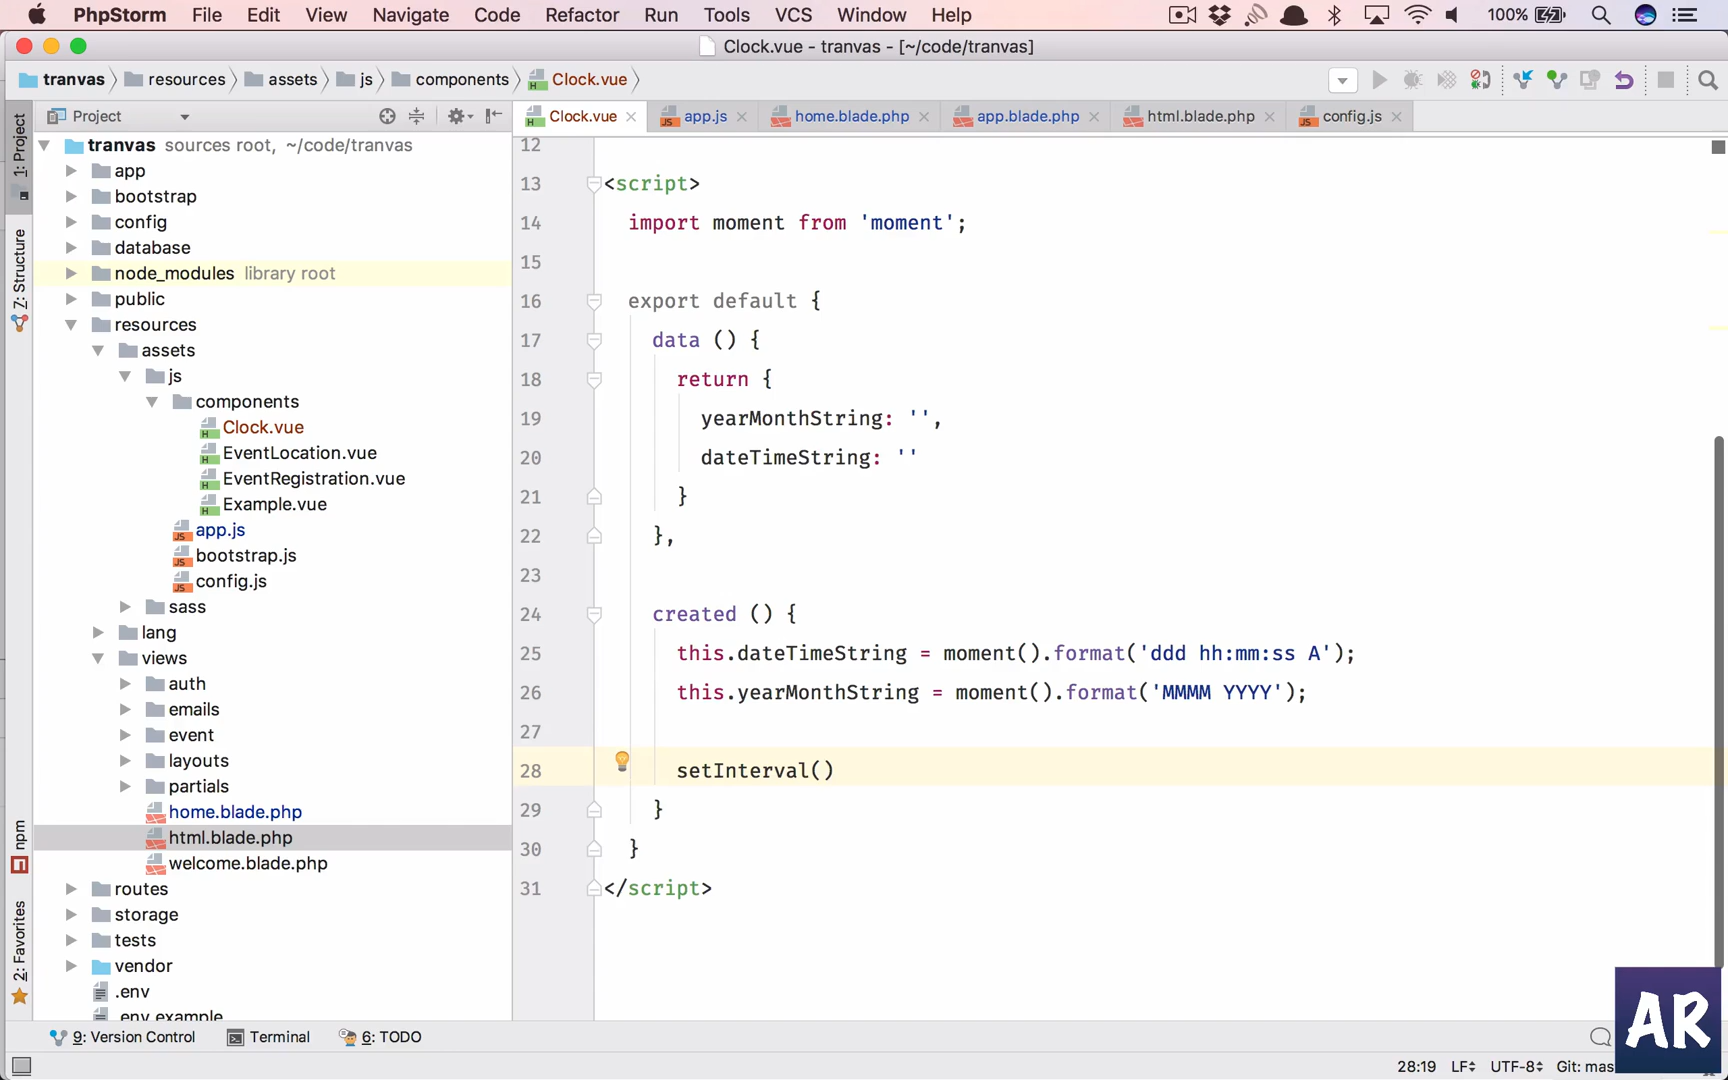 PhpStorm File Edit View Navigate Code Refactor Run Tools VCS Window Help 100%
Clock.vue - tranvas - [~/code/tranvas]
tranvas resources assets js components Clock.vue
1: Project
7: Structure
npm
2: Favorites
Project
Clock.vue app.js home.blade.php app.blade.php html.blade.php config.js
tranvas sources root, ~/code/tranvas
app
bootstrap
config
database
node_modules library root
public
resources
assets
js
components
Clock.vue
EventLocation.vue
EventRegistration.vue
Example.vue
app.js
bootstrap.js
config.js
sass
lang
views
auth
emails
event
layouts
partials
home.blade.php
html.blade.php
welcome.blade.php
routes
storage
tests
vendor
.env
.env.example
12
13 <script>
14 import moment from 'moment';
15
16 export default {
17 data () {
18 return {
19 yearMonthString: '',
20 dateTimeString: ''
21 }
22 },
23
24 created () {
25 this.dateTimeString = moment().format('ddd hh:mm:ss A');
26 this.yearMonthString = moment().format('MMMM YYYY');
27
28 setInterval()
29 }
30 }
31 </script>
9: Version Control Terminal 6: TODO
28:19 LF UTF-8 Git: mas
AR